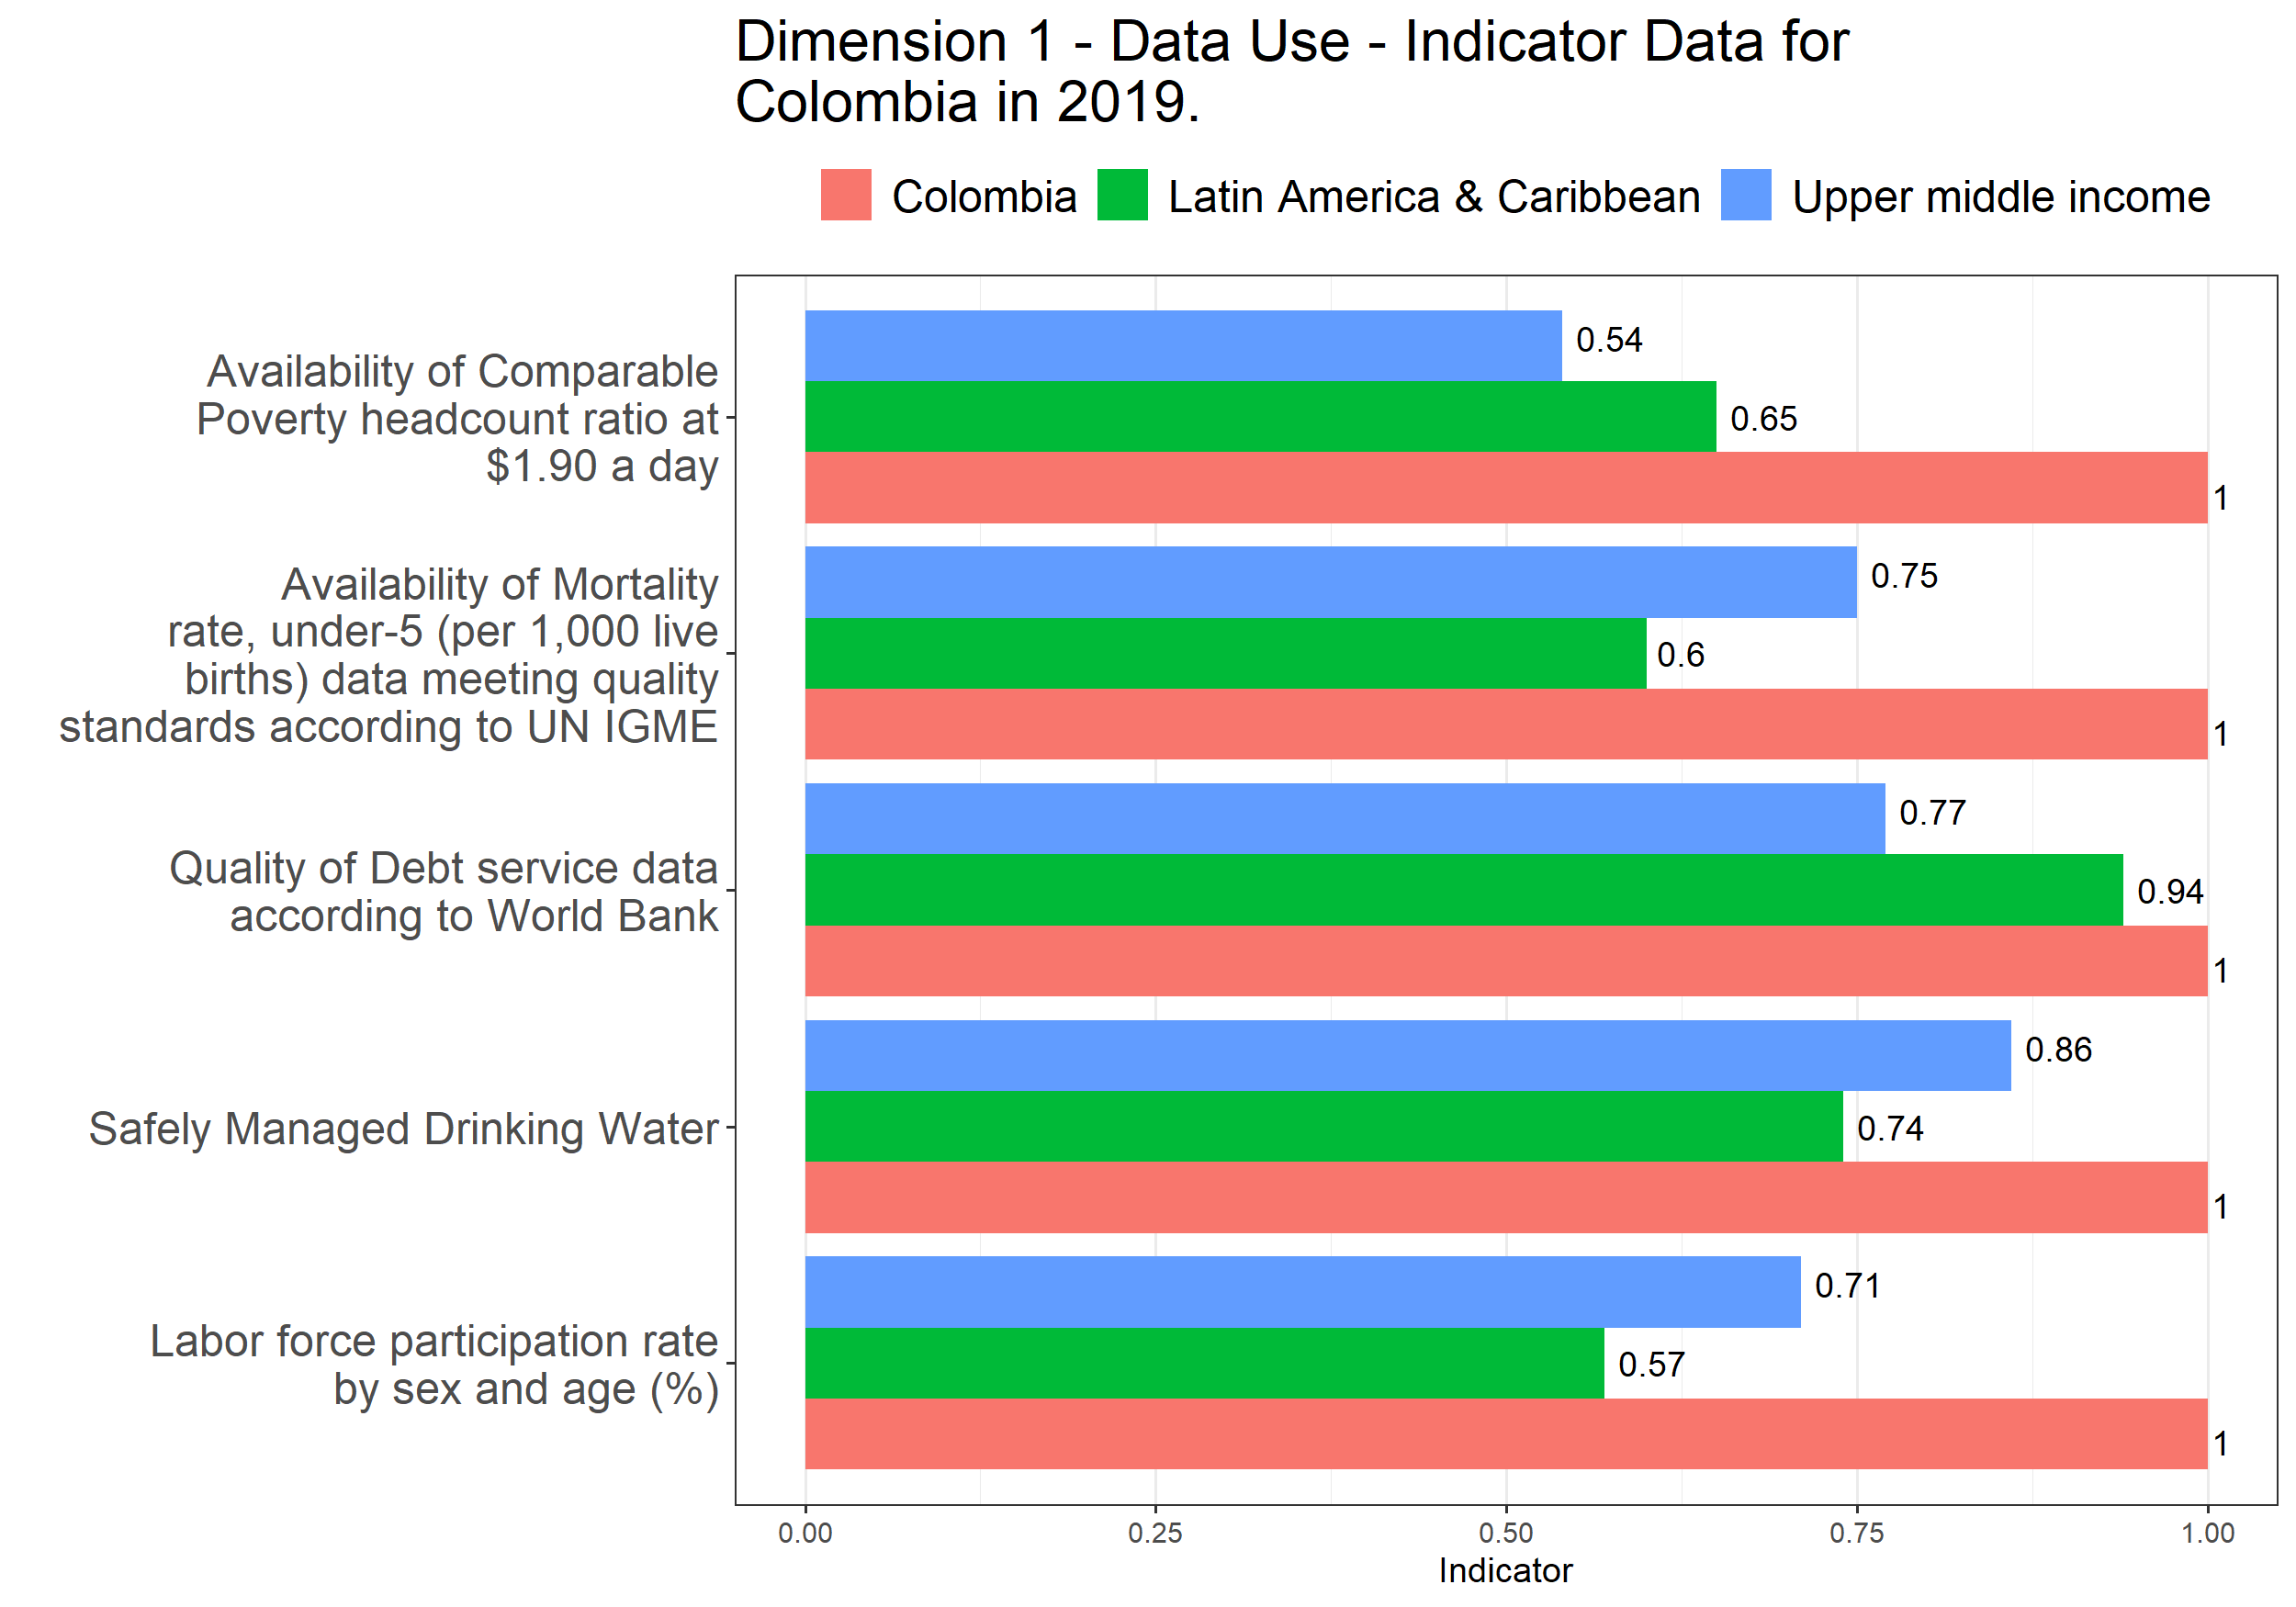 Dimension 1 - Data Use - Indicator Data for
Colombia in 2019.
Colombia
Latin America & Caribbean
Upper middle income
Availability of Comparable
Poverty headcount ratio at
$1.90 a day
0.54
0.65
1
Availability of Mortality
rate, under-5 (per 1,000 live
births) data meeting quality
standards according to UN IGME
0.75
0.6
1
Quality of Debt service data
according to World Bank
0.77
0.94
1
Safely Managed Drinking Water
0.86
0.74
1
Labor force participation rate
by sex and age (%)
0.71
0.57
1
0.00
0.25
0.50
0.75
1.00
Indicator